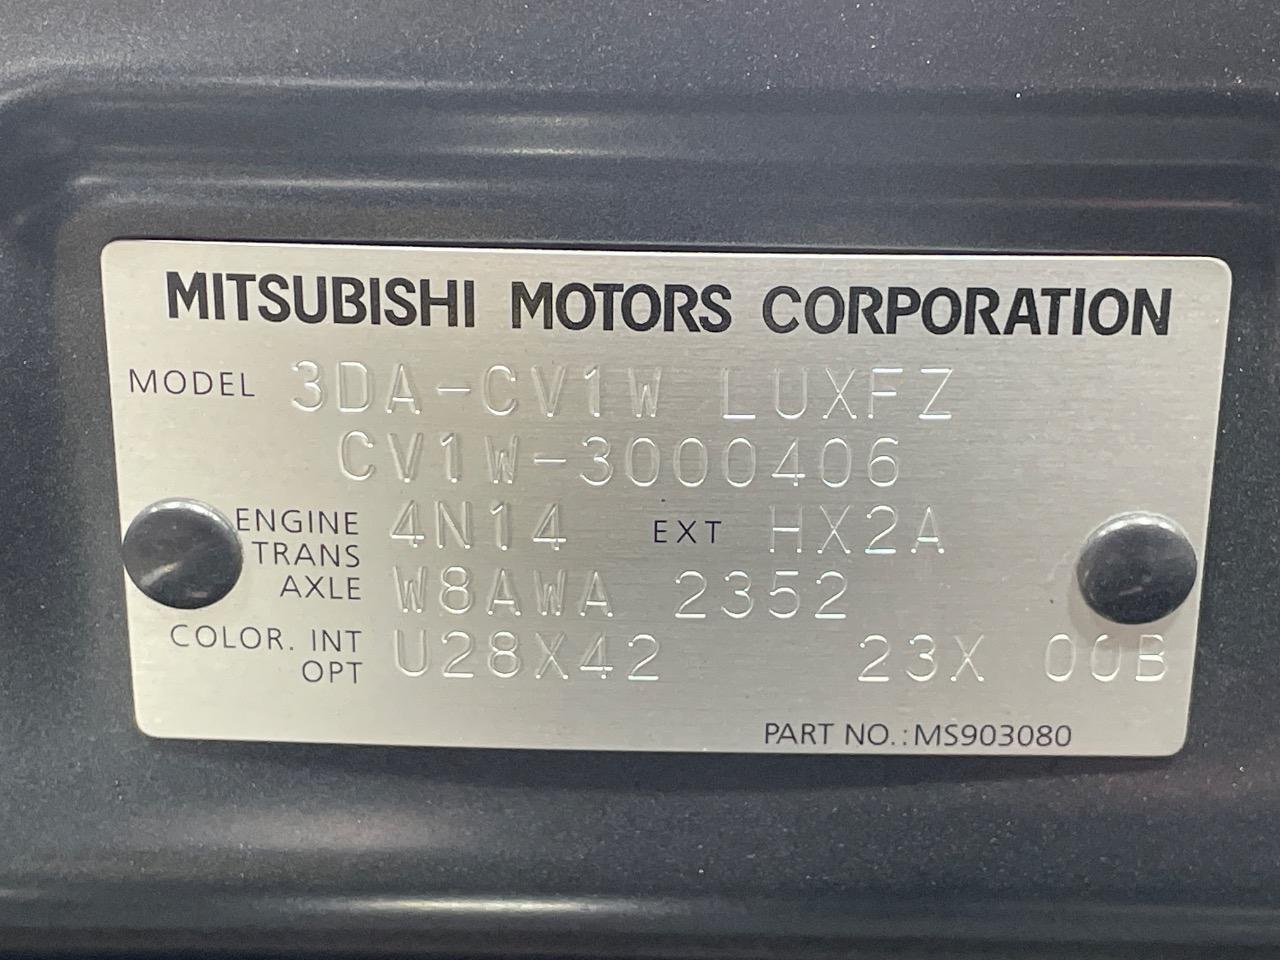 MITSUBISHI MOTORS CORPORATION
MODEL 3DA-CV1W LUXFZ
CV1W-3000406
ENGINE 4N14 EXT HX2A
TRANS
AXLE W8AWA 2352
COLOR. INT
OPT U28X42 23X 00B
PART NO.:MS903080